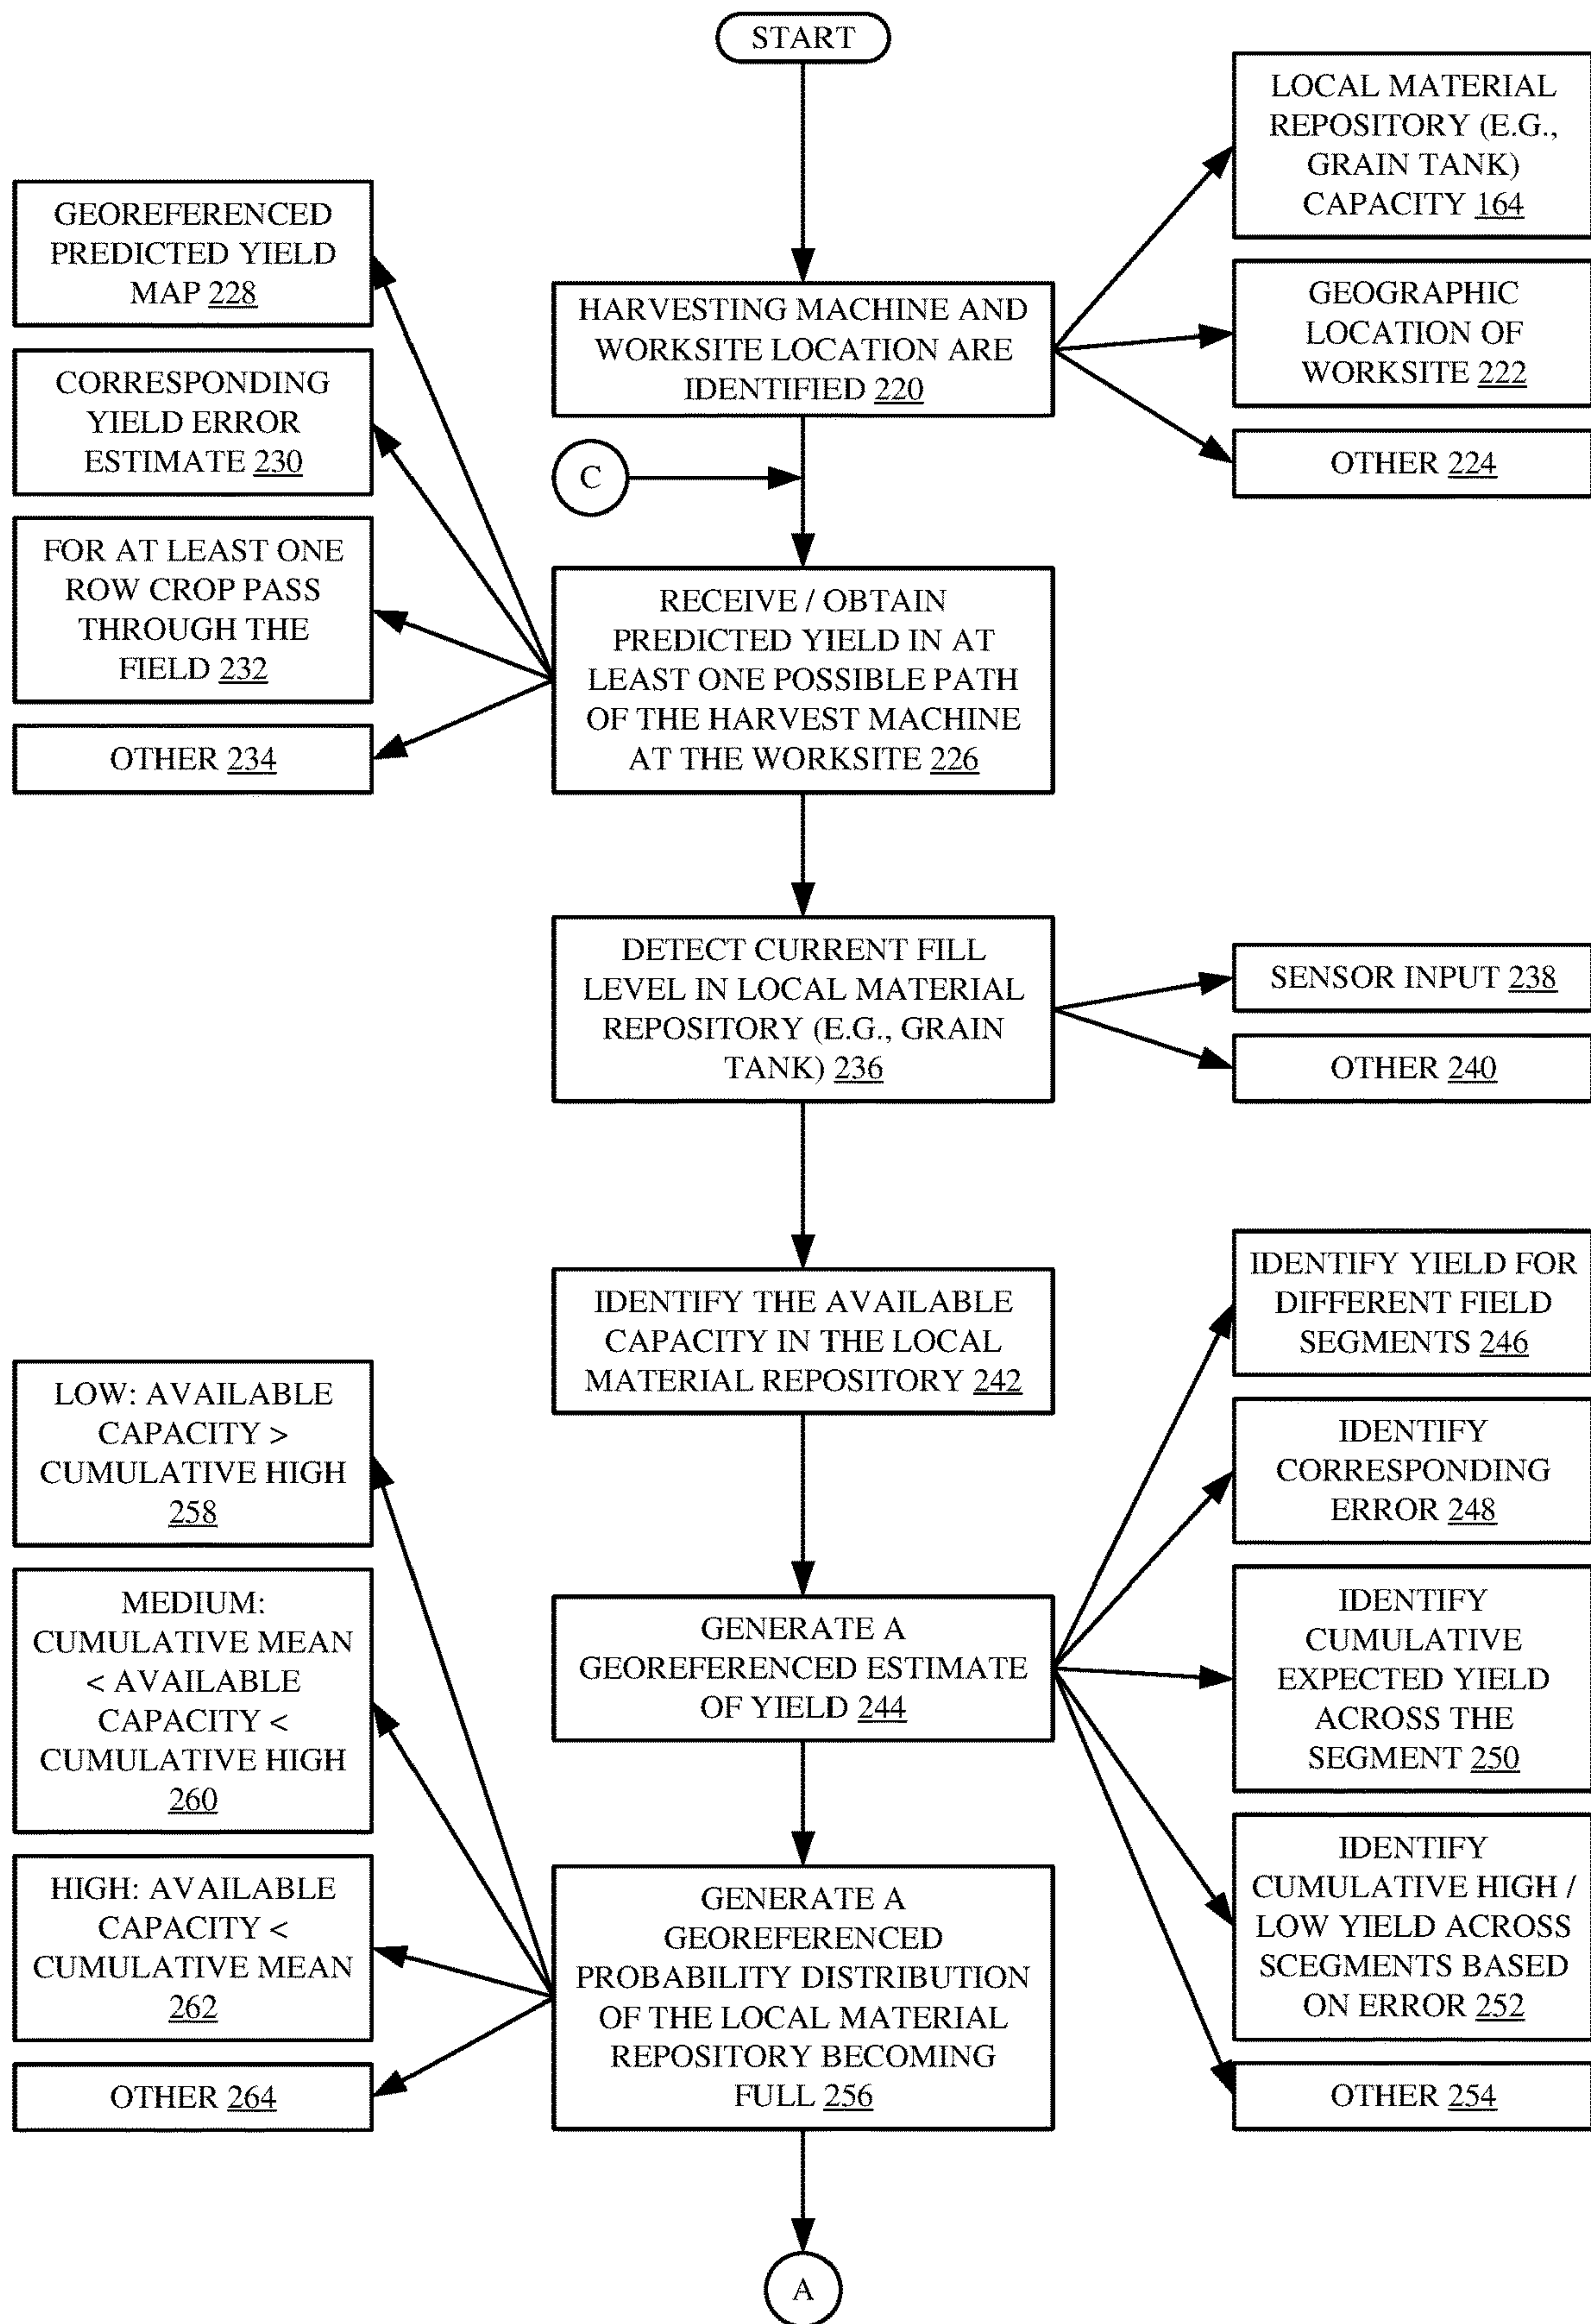 START
LOCAL MATERIAL
REPOSITORY (E.G.,
GRAIN TANK)
CAPACITY 164
GEOREFERENCED
PREDICTED YIELD
MAP 228
HARVESTING MACHINE AND
WORKSITE LOCATION ARE
IDENTIFIED 220
GEOGRAPHIC
LOCATION OF
WORKSITE 222
CORRESPONDING
YIELD ERROR
ESTIMATE 230
C
OTHER 224
FOR AT LEAST ONE
ROW CROP PASS
THROUGH THE
FIELD 232
RECEIVE / OBTAIN
PREDICTED YIELD IN AT
LEAST ONE POSSIBLE PATH
OF THE HARVEST MACHINE
AT THE WORKSITE 226
OTHER 234
DETECT CURRENT FILL
LEVEL IN LOCAL MATERIAL
REPOSITORY (E.G., GRAIN
TANK) 236
SENSOR INPUT 238
OTHER 240
IDENTIFY THE AVAILABLE
CAPACITY IN THE LOCAL
MATERIAL REPOSITORY 242
IDENTIFY YIELD FOR
DIFFERENT FIELD
SEGMENTS 246
LOW: AVAILABLE
CAPACITY >
CUMULATIVE HIGH
258
IDENTIFY
CORRESPONDING
ERROR 248
MEDIUM:
CUMULATIVE MEAN
< AVAILABLE
CAPACITY <
CUMULATIVE HIGH
260
GENERATE A
GEOREFERENCED ESTIMATE
OF YIELD 244
IDENTIFY
CUMULATIVE
EXPECTED YIELD
ACROSS THE
SEGMENT 250
HIGH: AVAILABLE
CAPACITY <
CUMULATIVE MEAN
262
GENERATE A
GEOREFERENCED
PROBABILITY DISTRIBUTION
OF THE LOCAL MATERIAL
REPOSITORY BECOMING
FULL 256
IDENTIFY
CUMULATIVE HIGH /
LOW YIELD ACROSS
SCEGMENTS BASED
ON ERROR 252
OTHER 264
OTHER 254
A